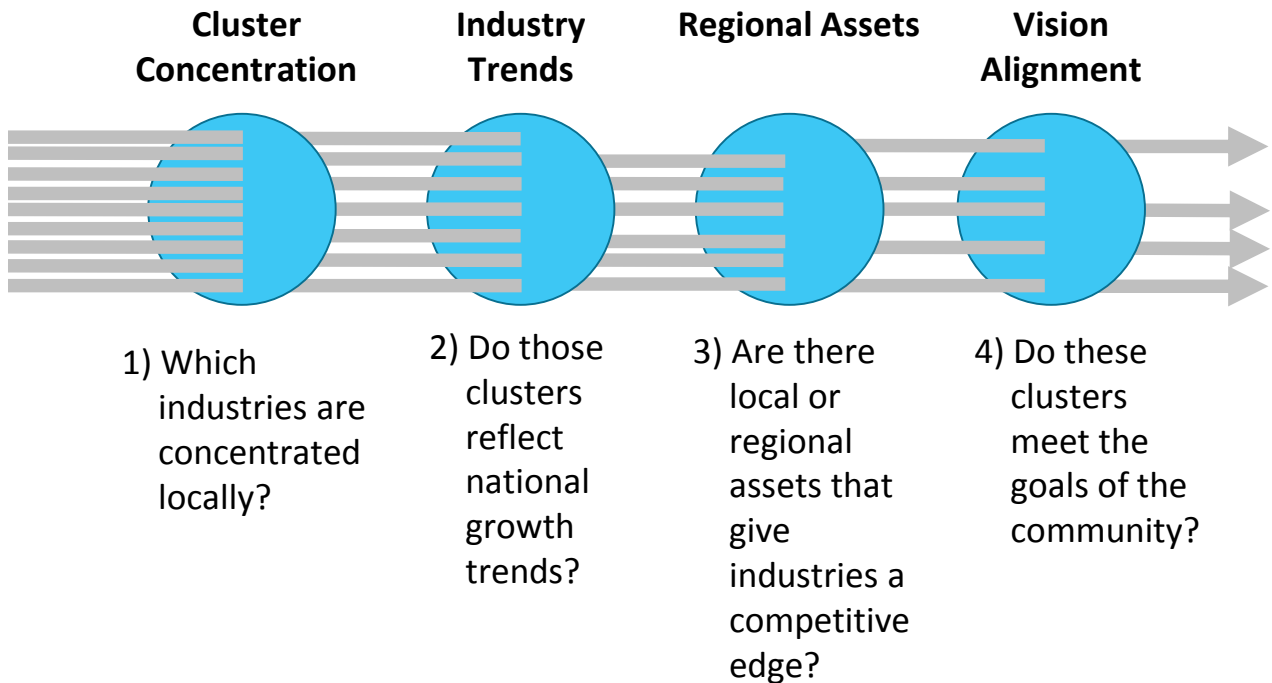 Cluster
Concentration
Industry
Trends
Regional Assets
Vision
Alignment
1) Which
industries are
concentrated
locally?
2) Do those
clusters
reflect
national
growth
trends?
3) Are there
local or
regional
assets that
give
industries a
competitive
edge?
4) Do these
clusters
meet the
goals of the
community?